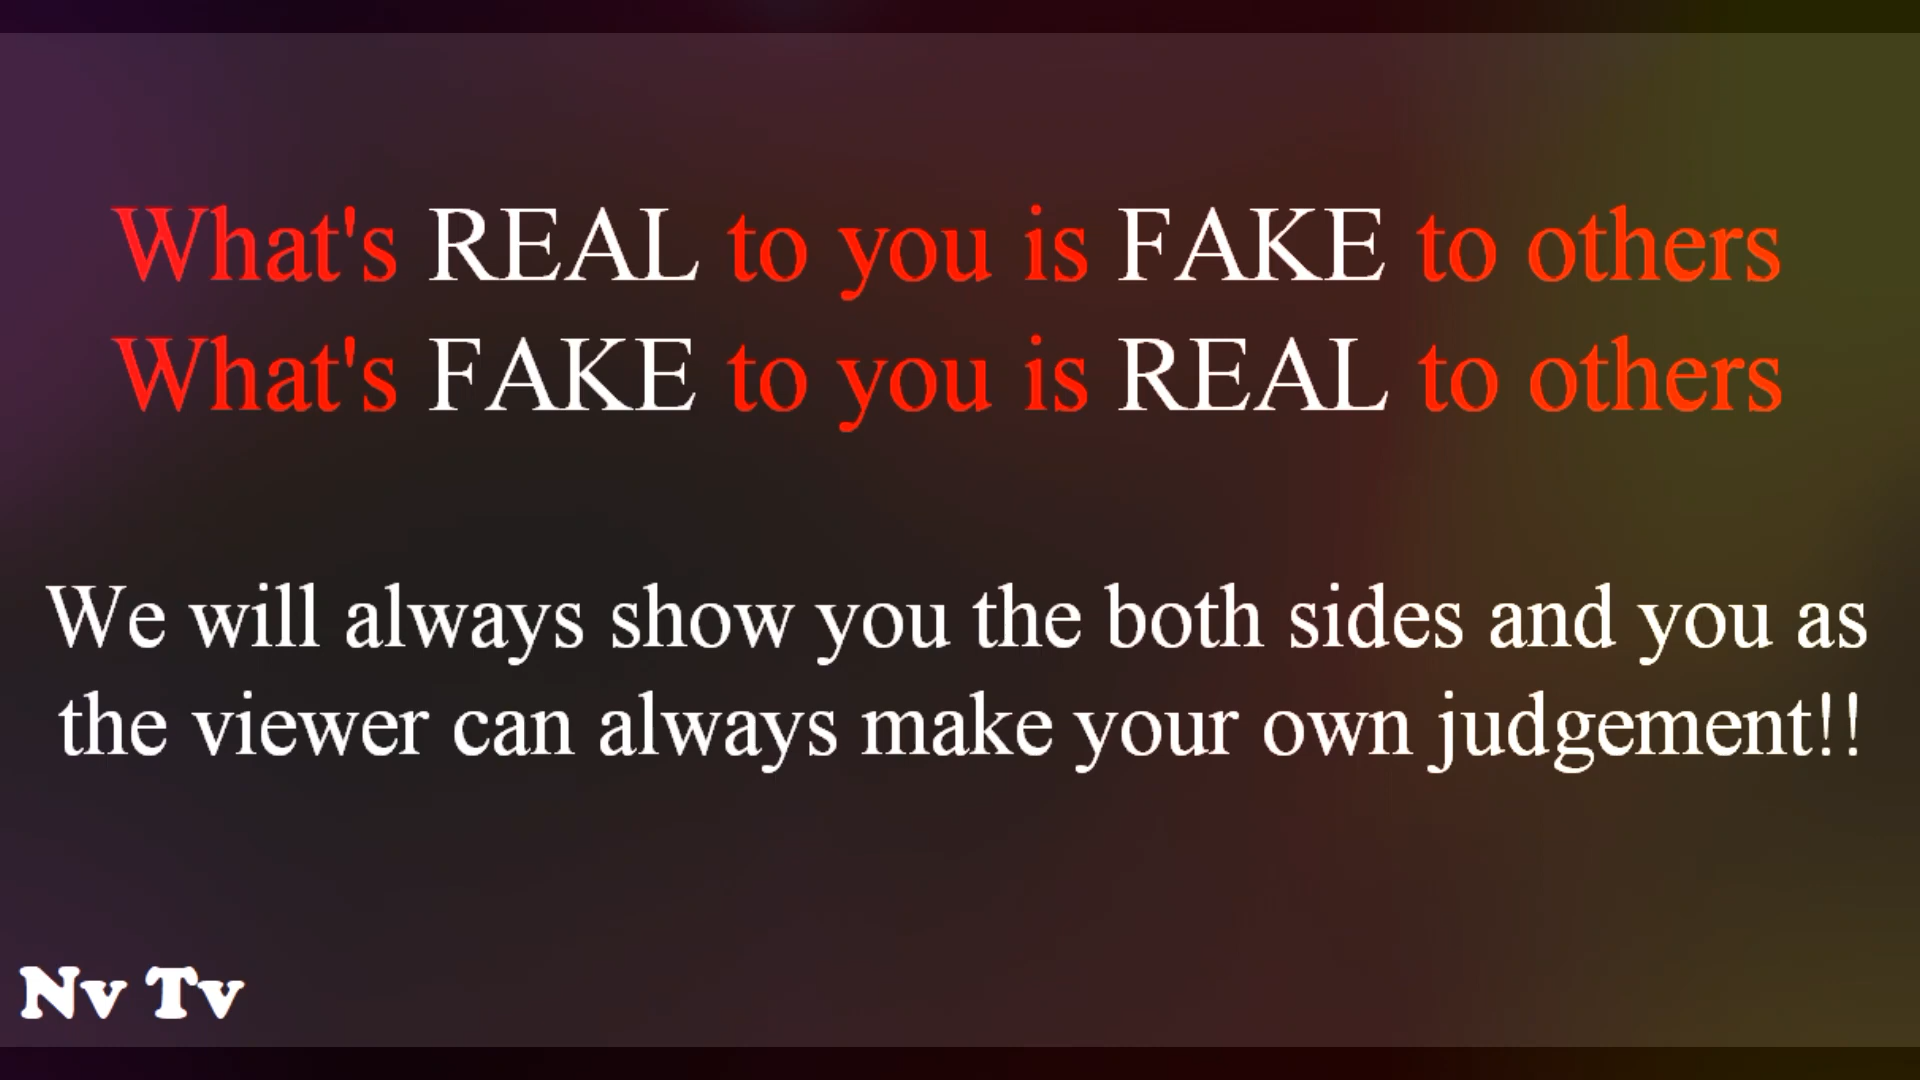 What's REAL to you is FAKE to others
What's FAKE to you is REAL to others
We will always show you the both sides and you as
the viewer can always make your own judgement!!
Nv Tv